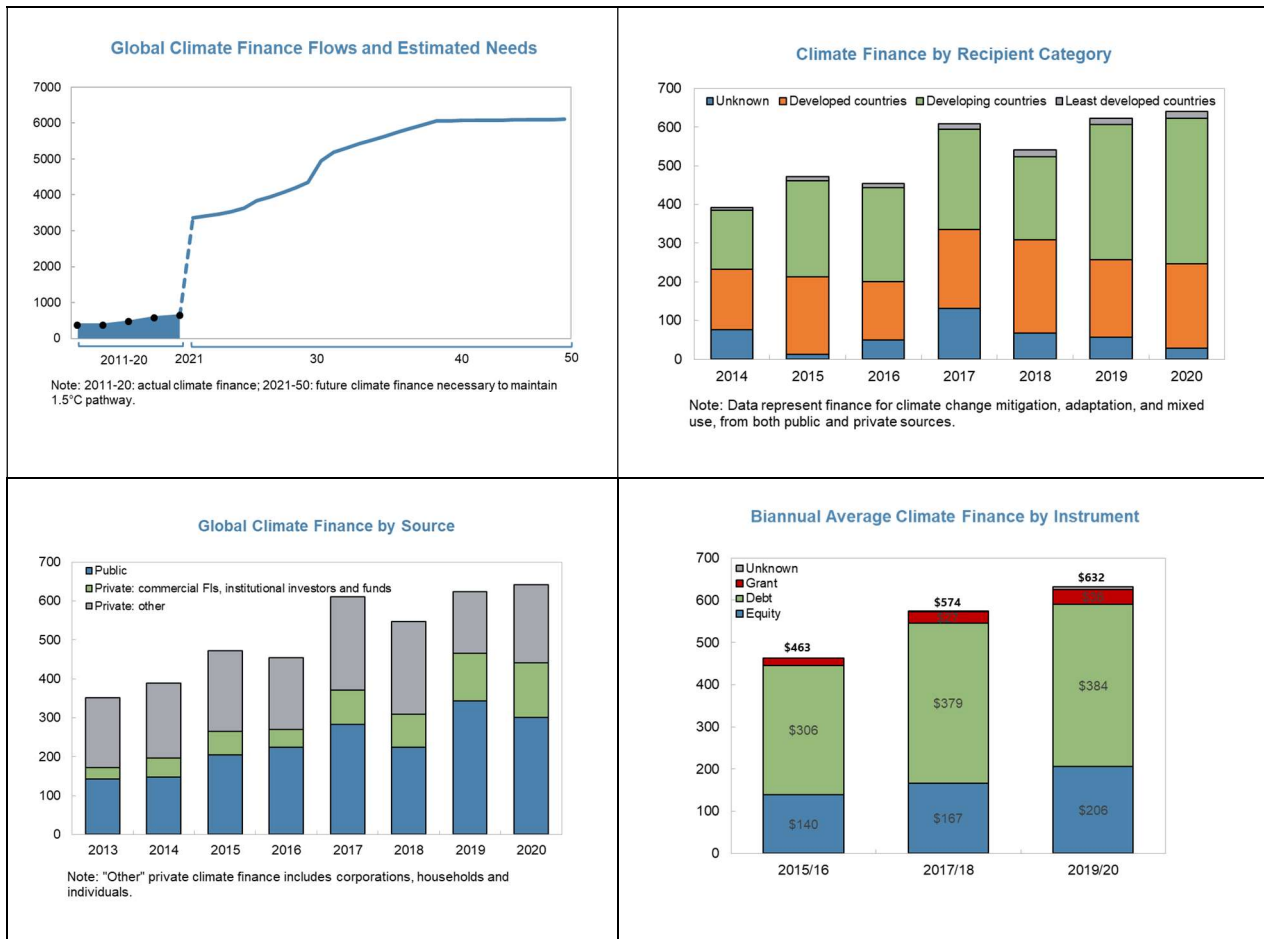 Global Climate Finance Flows and Estimated Needs
7000
6000
5000
4000
3000
2000
1000
0
2011-20 2021 30 40 50
Note: 2011-20: actual climate finance; 2021-50: future climate finance necessary to maintain
1.5°C pathway.
Climate Finance by Recipient Category
700
Unknown Developed countries Developing countries Least developed countries
600
500
400
300
200
100
0
2014 2015 2016 2017 2018 2019 2020
Note: Data represent finance for climate change mitigation, adaptation, and mixed
use, from both public and private sources.
Global Climate Finance by Source
700
Public
Private: commercial FIs, institutional investors and funds
600
Private: other
500
400
300
200
100
0
2013 2014 2015 2016 2017 2018 2019 2020
Note: "Other" private climate finance includes corporations, households and
individuals.
Biannual Average Climate Finance by Instrument
700
Unknown
Grant
Debt
Equity
600
500
400
300
200
100
0
$463
$306
$140
$574
$379
$167
$632
$384
$206
2015/16 2017/18 2019/20